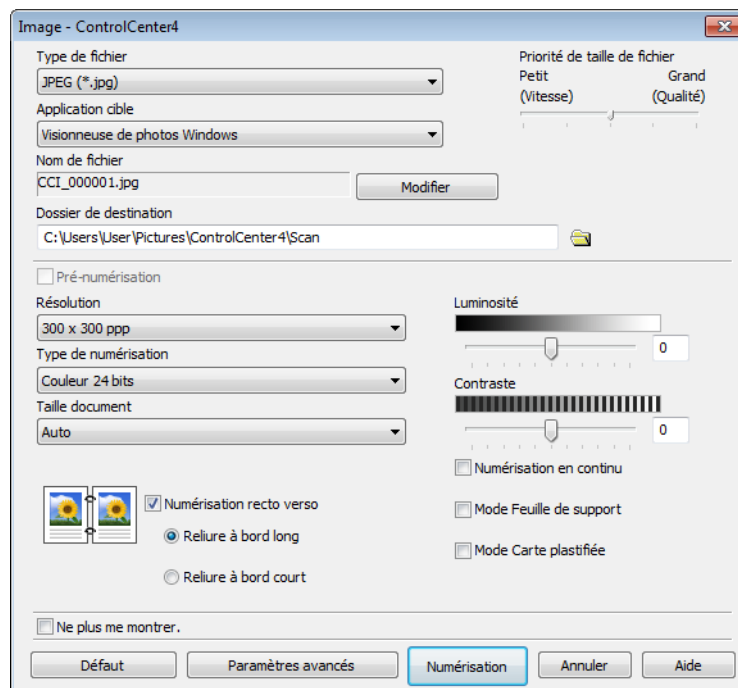 Image - ControlCenter4
Type de fichier
JPEG (*.jpg)
Application cible
Visionneuse de photos Windows
Nom de fichier
CCI_000001.jpg
Modifier
Dossier de destination
C:\Users\User\Pictures\ControlCenter4\Scan
Priorité de taille de fichier
Petit Grand
(Vitesse) (Qualité)
Pré-numérisation
Résolution
300 x 300 ppp
Type de numérisation
Couleur 24 bits
Taille document
Auto
Numérisation recto verso
Reliure à bord long
Reliure à bord court
Luminosité
0
Contraste
0
Numérisation en continu
Mode Feuille de support
Mode Carte plastifiée
Ne plus me montrer.
Défaut Paramètres avancés Numérisation Annuler Aide